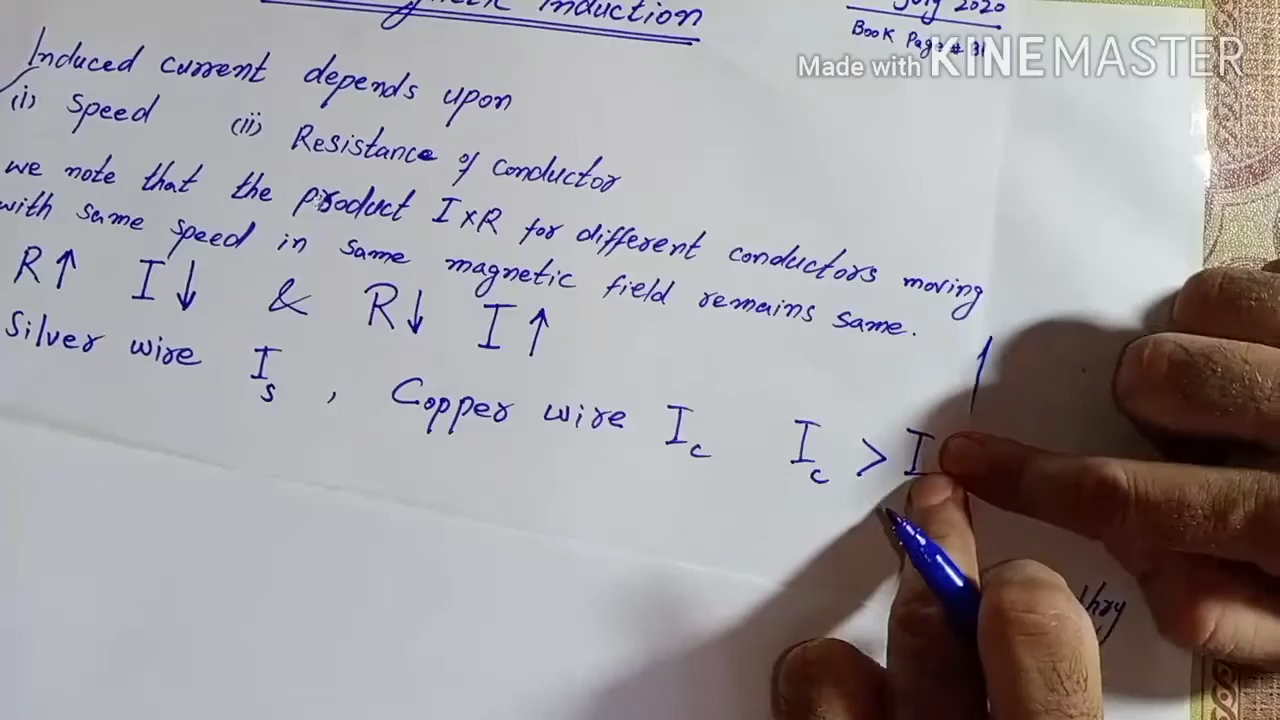 Induction
July 2020
Book Page #
Made with KINEMASTER
Induced current depends upon
(i) Speed (ii) Resistance of conductor
we note that the product I×R for different conductors moving
with same speed in same magnetic field remains same.
R↑ I↓ & R↓ I↑
Silver wire Is , Copper wire Ic Ic > I